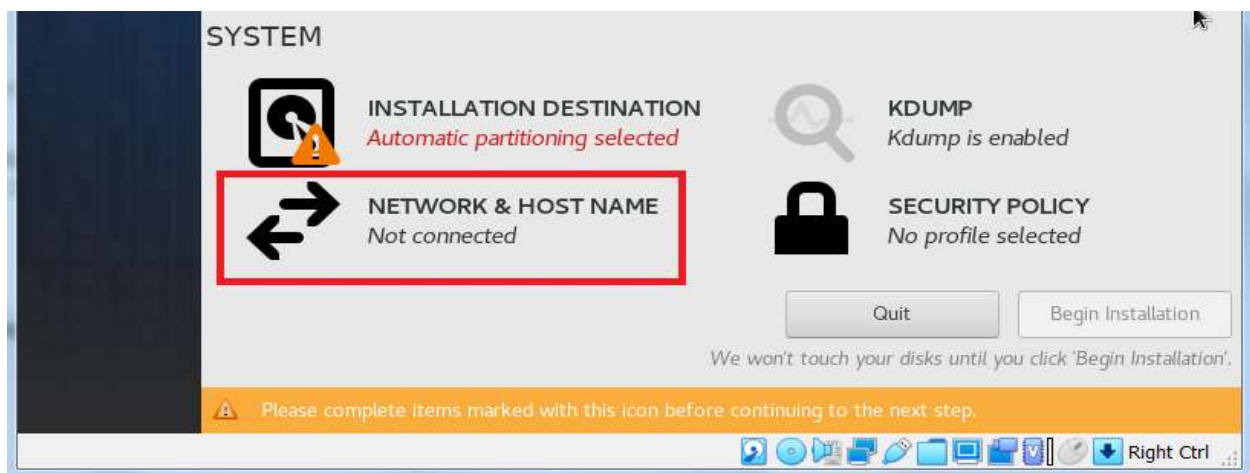 SYSTEM
INSTALLATION DESTINATION
Automatic partitioning selected
KDUMP
Kdump is enabled
NETWORK & HOST NAME
Not connected
SECURITY POLICY
No profile selected
Quit
Begin Installation
We won't touch your disks until you click 'Begin Installation'.
Please complete items marked with this icon before continuing to the next step.
Right Ctrl